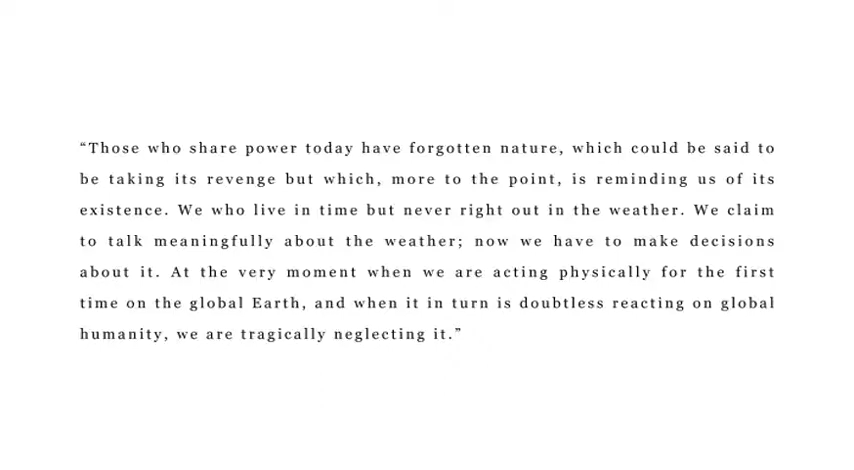 “Those who share power today have forgotten nature, which could be said to
be taking its revenge but which, more to the point, is reminding us of its
existence. We who live in time but never right out in the weather. We claim
to talk meaningfully about the weather; now we have to make decisions
about it. At the very moment when we are acting physically for the first
time on the global Earth, and when it in turn is doubtless reacting on global
humanity, we are tragically neglecting it.”